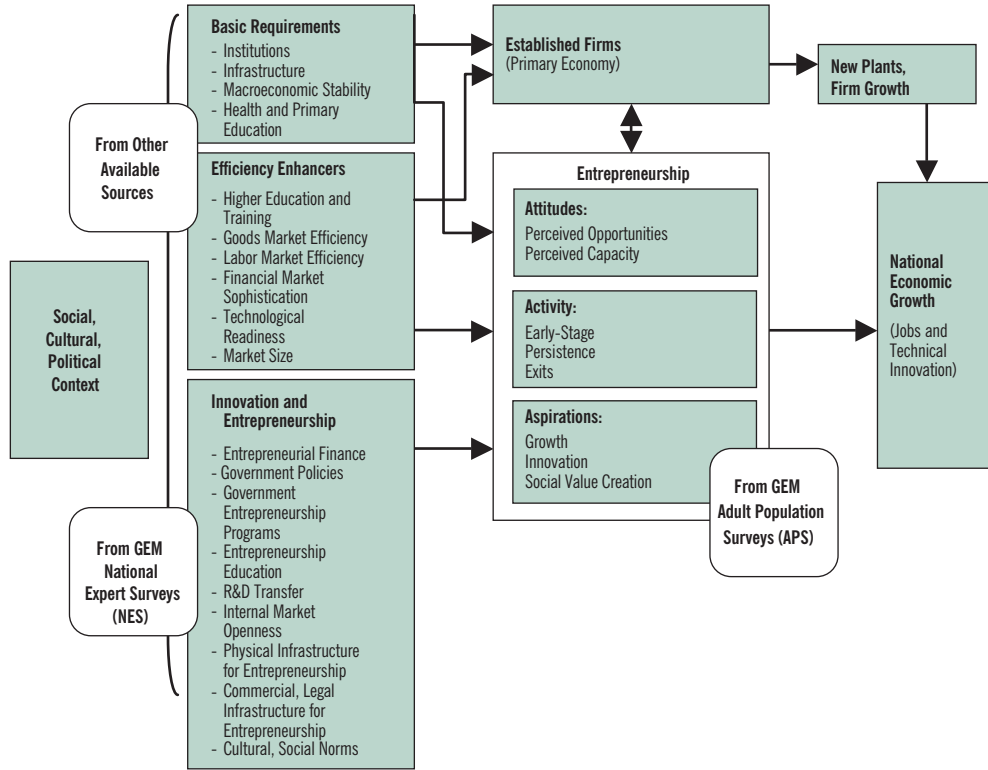 Social,
Cultural,
Political
Context
From Other
Available
Sources
From GEM
National
Expert Surveys
(NES)
Basic Requirements
- Institutions
- Infrastructure
- Macroeconomic Stability
- Health and Primary
Education
Efficiency Enhancers
- Higher Education and
Training
- Goods Market Efficiency
- Labor Market Efficiency
- Financial Market
Sophistication
- Technological
Readiness
- Market Size
Innovation and
Entrepreneurship
- Entrepreneurial Finance
- Government Policies
- Government
Entrepreneurship
Programs
- Entrepreneurship
Education
- R&D Transfer
- Internal Market
Openness
- Physical Infrastructure
for Entrepreneurship
- Commercial, Legal
Infrastructure for
Entrepreneurship
- Cultural, Social Norms
Established Firms
(Primary Economy)
Entrepreneurship
Attitudes:
Perceived Opportunities
Perceived Capacity
Activity:
Early-Stage
Persistence
Exits
Aspirations:
Growth
Innovation
Social Value Creation
From GEM
Adult Population
Surveys (APS)
New Plants,
Firm Growth
National
Economic
Growth
(Jobs and
Technical
Innovation)